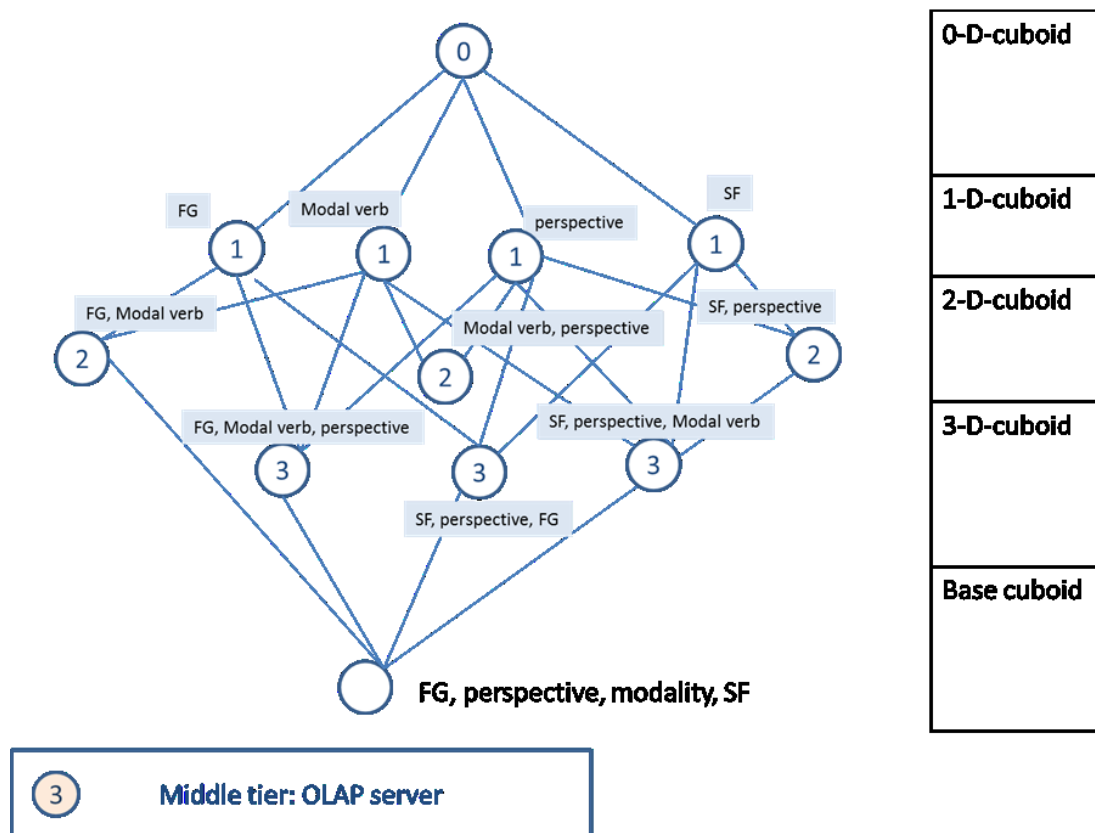 0
0-D-cuboid
FG
Modal verb
perspective
SF
1-D-cuboid
1
1
1
1
FG, Modal verb
Modal verb, perspective
SF, perspective
2-D-cuboid
2
2
2
FG, Modal verb, perspective
SF, perspective, Modal verb
3-D-cuboid
3
3
3
SF, perspective, FG
Base cuboid
FG, perspective, modality, SF
3
Middle tier: OLAP server